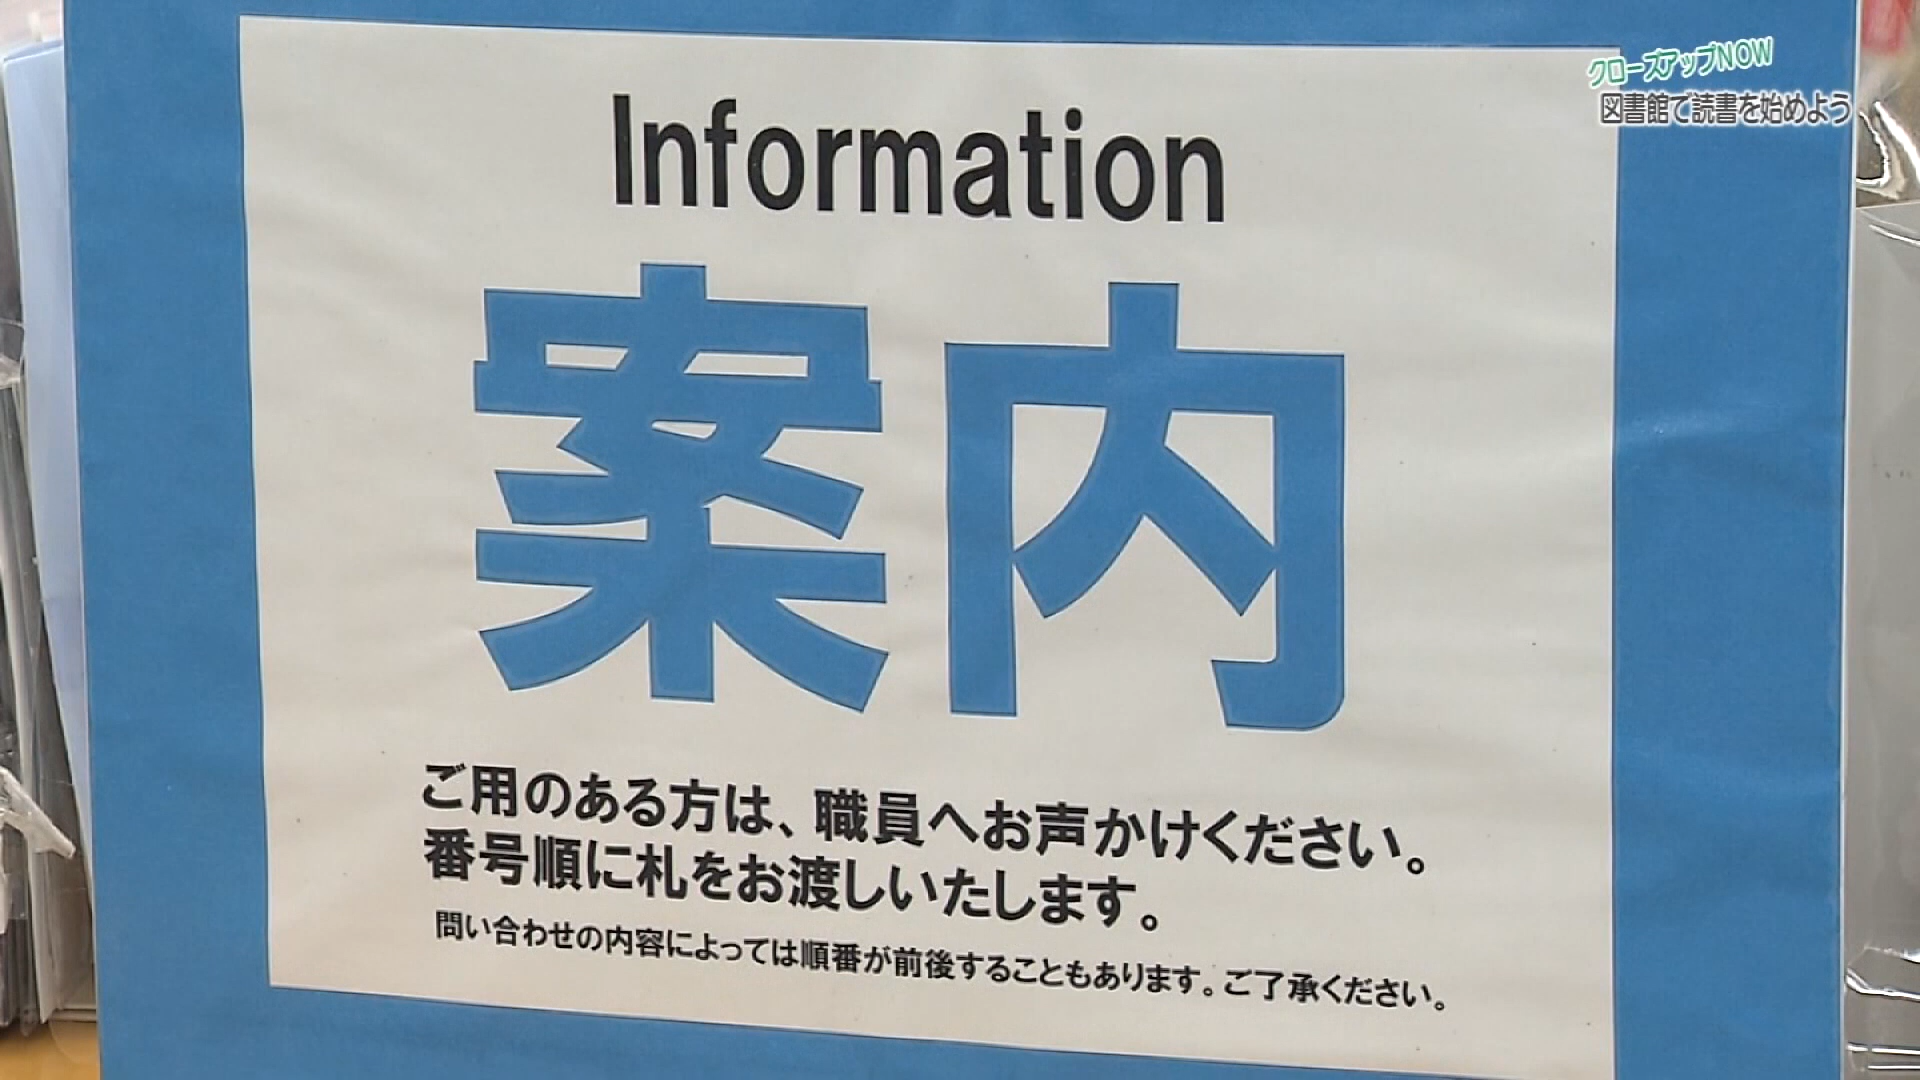 クローズアップNOW
図書館で読書を始めよう
Information
案内
ご用のある方は、職員へお声かけください。
番号順に札をお渡しいたします。
問い合わせの内容によっては順番が前後することもあります。ご了承ください。